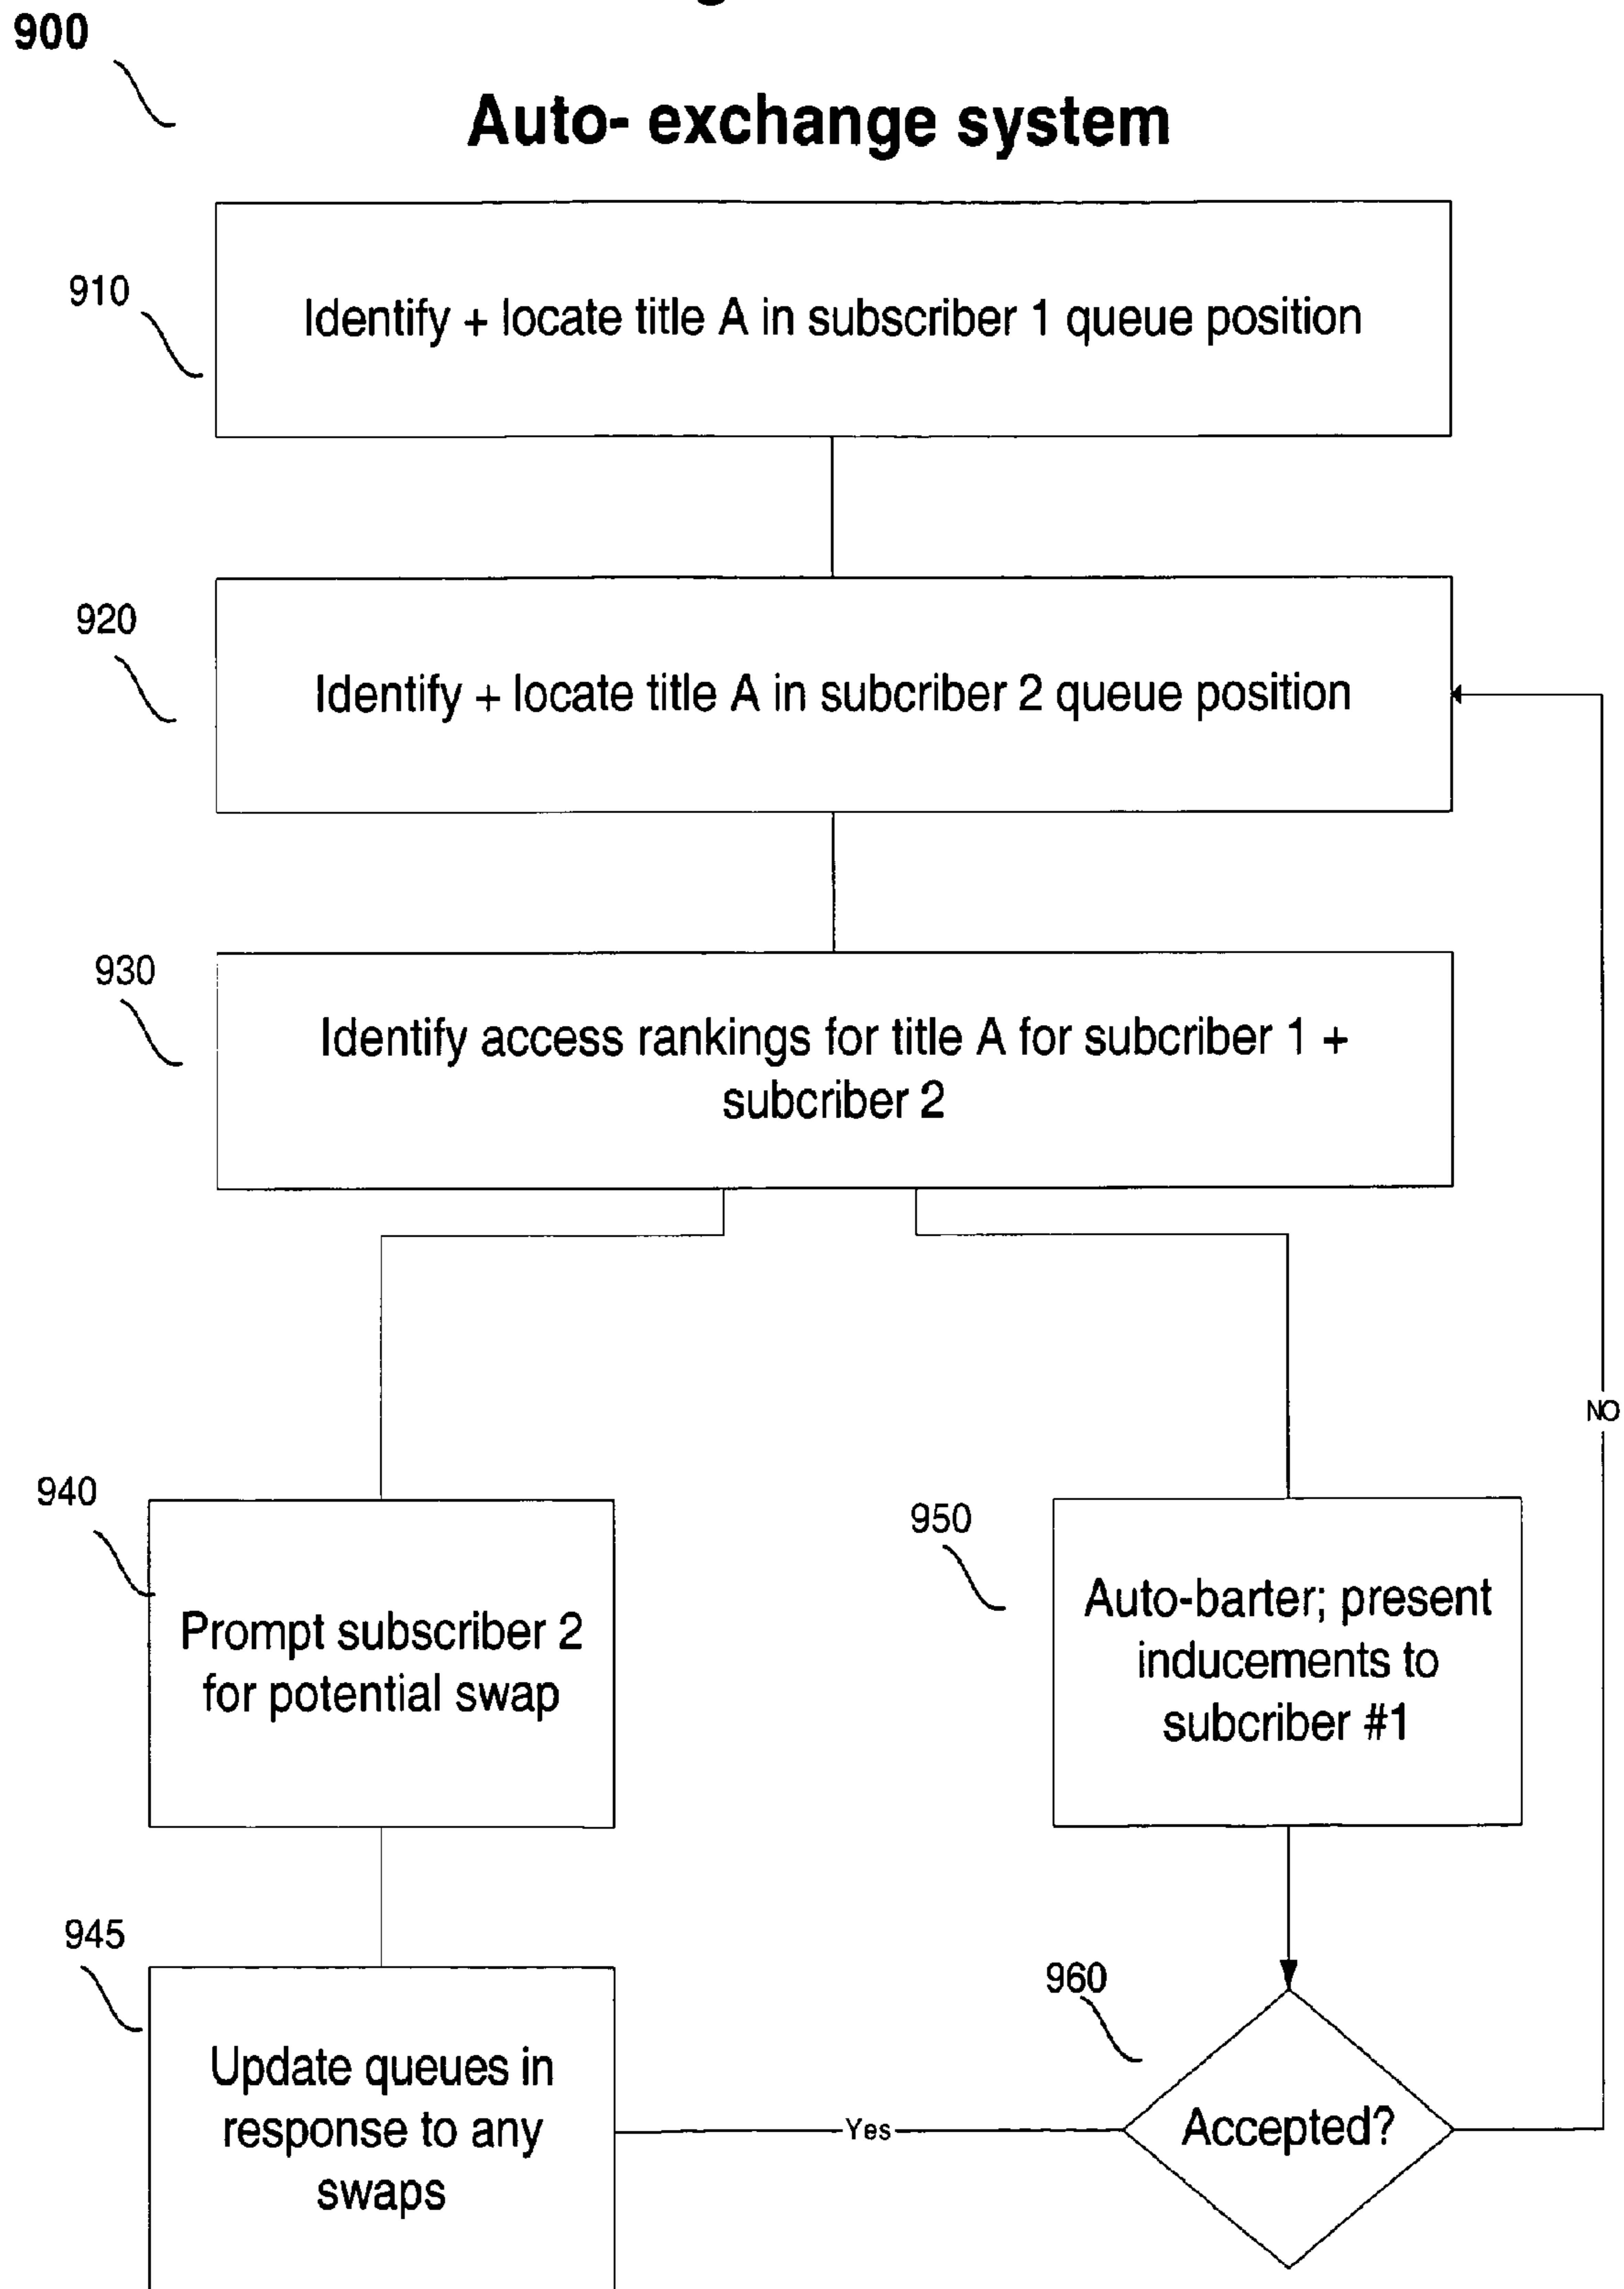 900
Auto- exchange system
910
Identify + locate title A in subscriber 1 queue position
920
Identify + locate title A in subcriber 2 queue position
930
Identify access rankings for title A for subcriber 1 +
subcriber 2
940
Prompt subscriber 2
for potential swap
950
Auto-barter; present
inducements to
subcriber #1
NO
945
Update queues in
response to any
swaps
Yes
960
Accepted?